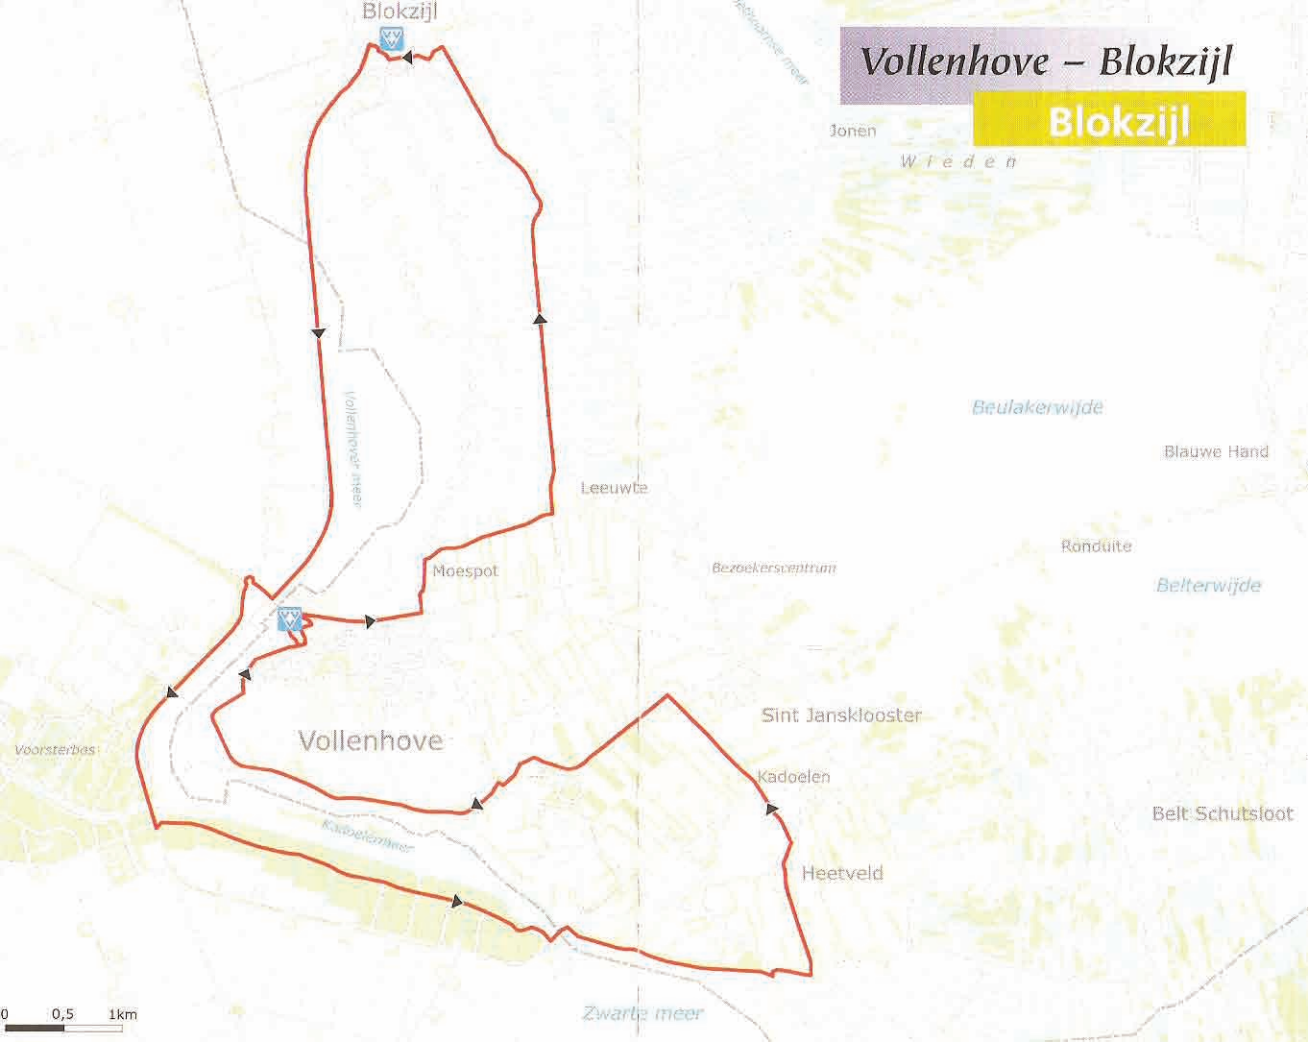 Blokzijl
Vollenhove – Blokzijl
Blokzijl
Jonen
Wieden
Beulakerwijde
Vollenhover meer
Blauwe Hand
Leeuwte
Ronduite
Moespot
Bezoekerscentrum
Belterwijde
Sint Jansklooster
Vollenhove
Voorsterbos
Kadoelen
Belt Schutsloot
Kadoelermeer
Heetveld
Zwarte meer
0 0,5 1km